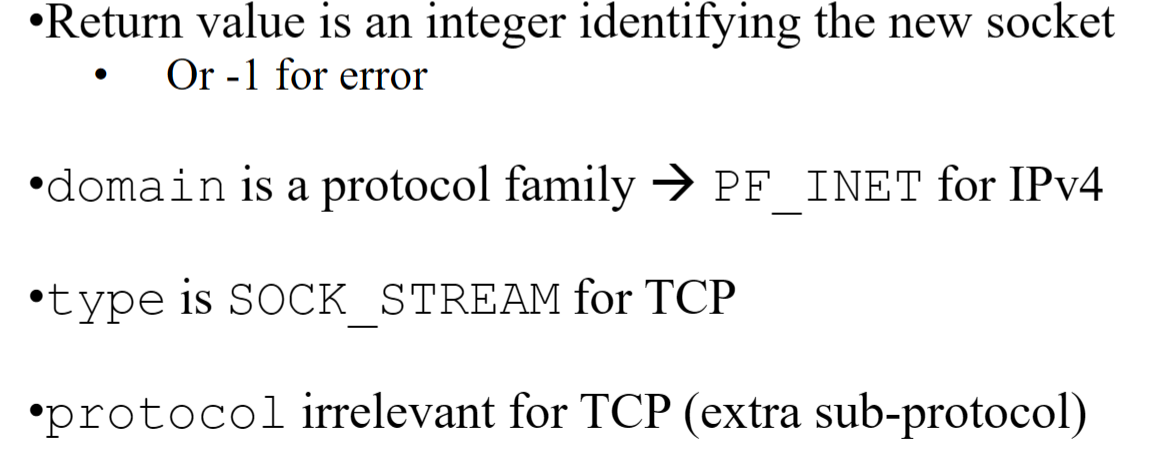 •Return value is an integer identifying the new socket
• Or -1 for error
•domain is a protocol family → PF_INET for IPv4
•type is SOCK_STREAM for TCP
•protocol irrelevant for TCP (extra sub-protocol)